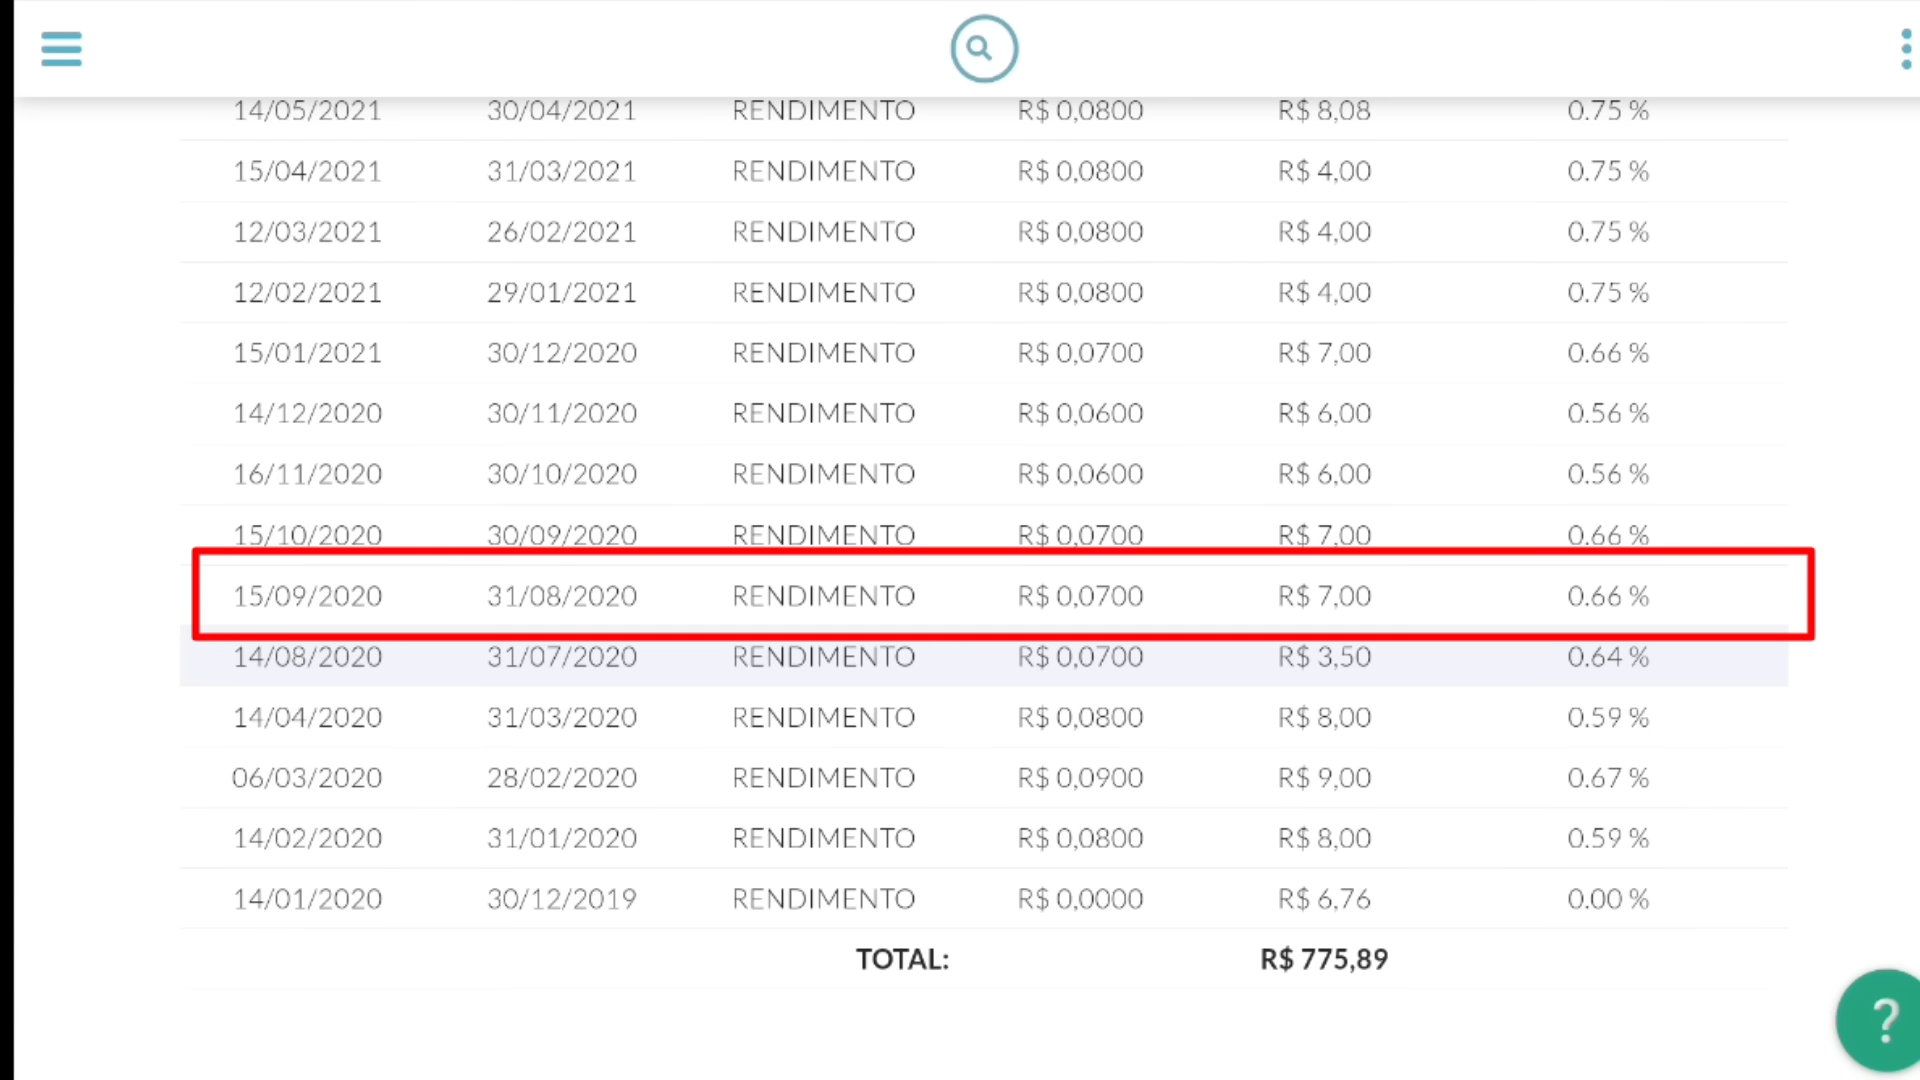 14/05/2021 30/04/2021 RENDIMENTO R$ 0,0800 R$ 8,08 0.75 %
15/04/2021 31/03/2021 RENDIMENTO R$ 0,0800 R$ 4,00 0.75 %
12/03/2021 26/02/2021 RENDIMENTO R$ 0,0800 R$ 4,00 0.75 %
12/02/2021 29/01/2021 RENDIMENTO R$ 0,0800 R$ 4,00 0.75 %
15/01/2021 30/12/2020 RENDIMENTO R$ 0,0700 R$ 7,00 0.66 %
14/12/2020 30/11/2020 RENDIMENTO R$ 0,0600 R$ 6,00 0.56 %
16/11/2020 30/10/2020 RENDIMENTO R$ 0,0600 R$ 6,00 0.56 %
15/10/2020 30/09/2020 RENDIMENTO R$ 0,0700 R$ 7,00 0.66 %
15/09/2020 31/08/2020 RENDIMENTO R$ 0,0700 R$ 7,00 0.66 %
14/08/2020 31/07/2020 RENDIMENTO R$ 0,0700 R$ 3,50 0.64 %
14/04/2020 31/03/2020 RENDIMENTO R$ 0,0800 R$ 8,00 0.59 %
06/03/2020 28/02/2020 RENDIMENTO R$ 0,0900 R$ 9,00 0.67 %
14/02/2020 31/01/2020 RENDIMENTO R$ 0,0800 R$ 8,00 0.59 %
14/01/2020 30/12/2019 RENDIMENTO R$ 0,0000 R$ 6,76 0.00 %
TOTAL: R$ 775,89
?